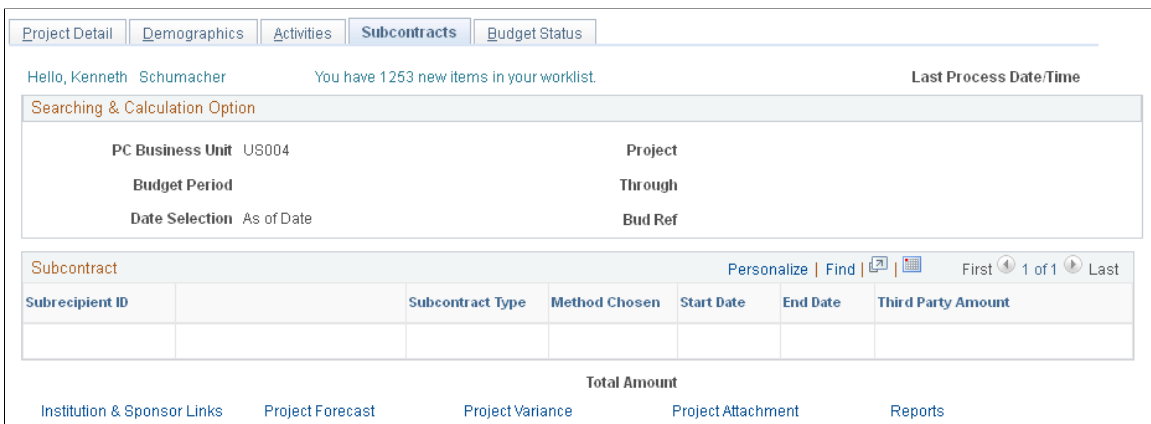 Project Detail Demographics Activities Subcontracts Budget Status
Hello, Kenneth Schumacher You have 1253 new items in your worklist. Last Process Date/Time
Searching & Calculation Option
PC Business Unit US004 Project
Budget Period Through
Date Selection As of Date Bud Ref
Subcontract Personalize | Find | | First 1 of 1 Last
Subrecipient ID Subcontract Type Method Chosen Start Date End Date Third Party Amount
Total Amount
Institution & Sponsor Links Project Forecast Project Variance Project Attachment Reports